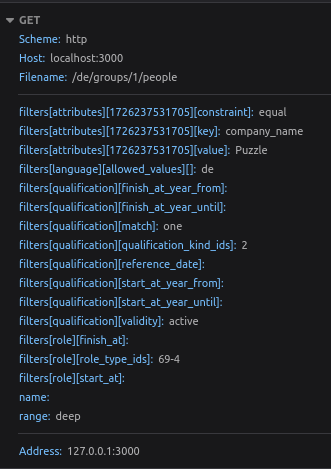 GET
Scheme: http
Host: localhost:3000
Filename: /de/groups/1/people
filters[attributes][1726237531705][constraint]: equal
filters[attributes][1726237531705][key]: company_name
filters[attributes][1726237531705][value]: Puzzle
filters[language][allowed_values][]: de
filters[qualification][finish_at_year_from]:
filters[qualification][finish_at_year_until]:
filters[qualification][match]: one
filters[qualification][qualification_kind_ids]: 2
filters[qualification][reference_date]:
filters[qualification][start_at_year_from]:
filters[qualification][start_at_year_until]:
filters[qualification][validity]: active
filters[role][finish_at]:
filters[role][role_type_ids]: 69-4
filters[role][start_at]:
name:
range: deep
Address: 127.0.0.1:3000